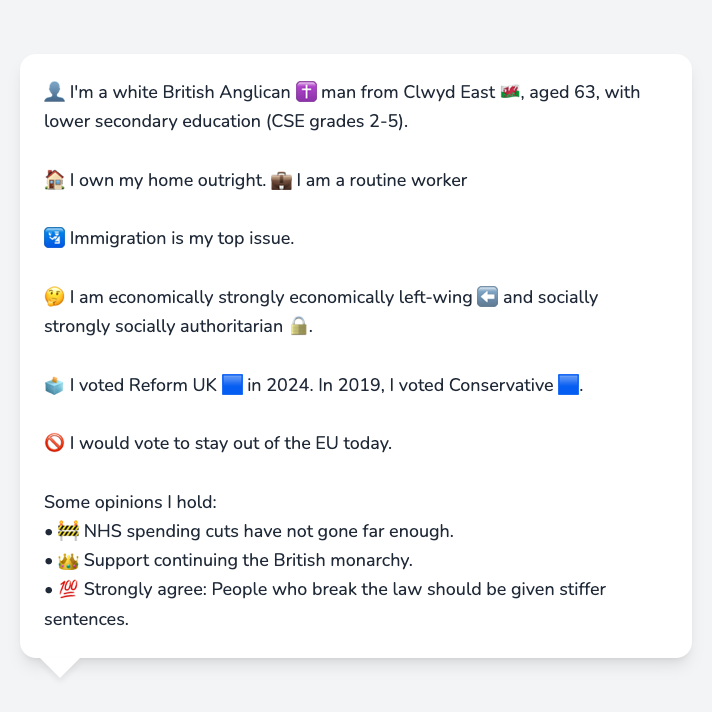 👤 I'm a white British Anglican ✝️ man from Clwyd East 🏴󠁧󠁢󠁷󠁬󠁳󠁿, aged 63, with
lower secondary education (CSE grades 2-5).
🏠 I own my home outright. 💼 I am a routine worker
🛂 Immigration is my top issue.
🤔 I am economically strongly economically left-wing ⬅️ and socially
strongly socially authoritarian 🔒.
🗳️ I voted Reform UK 🟦 in 2024. In 2019, I voted Conservative 🟦.
🚫 I would vote to stay out of the EU today.
Some opinions I hold:
• 🚧 NHS spending cuts have not gone far enough.
• 👑 Support continuing the British monarchy.
• 💯 Strongly agree: People who break the law should be given stiffer
sentences.